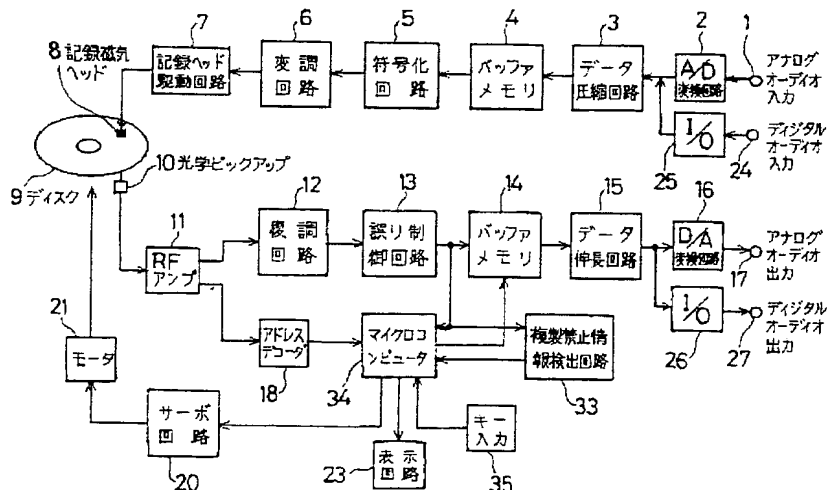 7
6
5
4
3
2
1
8 記録磁気
ヘッド
記録ヘッド
駆動回路
変調
回路
符号化
回路
バッファ
メモリ
データ
圧縮回路
A/D
変換回路
アナログ
オーディオ
入力
I/O
25
24
ディジタル
オーディオ
入力
10 光学ピックアップ
9 ディスク
11
12
13
14
15
16
RF
アンプ
復調
回路
誤り制
御回路
バッファ
メモリ
データ
伸長回路
D/A
変換回路
17
アナログ
オーディオ
出力
I/O
26
27
ディジタル
オーディオ
出力
21
モータ
アドレス
デコーダ
18
マイクロコ
ンピュータ
34
複製禁止情
報検出回路
33
サーボ
回路
20
表示
回路
23
キー
入力
35